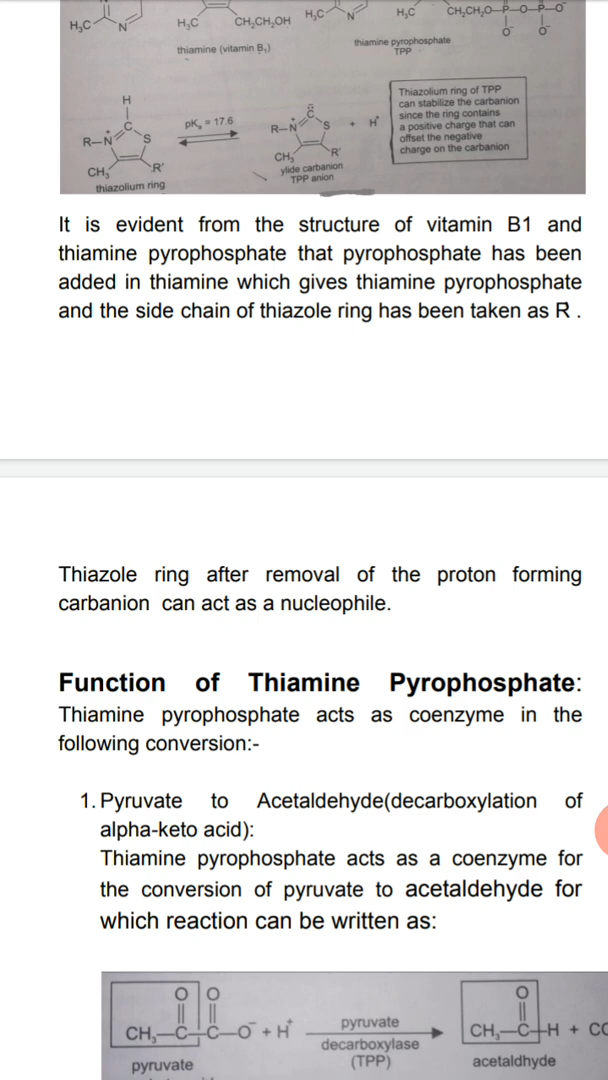 H₃C N H₃C CH₂CH₂OH H₃C N H₃C CH₂CH₂O—P—O—P—O⁻
O⁻ O⁻
thiamine (vitamin B₁)
thiamine pyrophosphate
TPP
H
C
R—N⁺ S
CH₃ R'
thiazolium ring
pKₐ = 17.6
C̈⁻
R—N⁺ S + H⁺
CH₃ R'
ylide carbanion
TPP anion
Thiazolium ring of TPP
can stabilize the carbanion
since the ring contains
a positive charge that can
offset the negative
charge on the carbanion
It is evident from the structure of vitamin B1 and
thiamine pyrophosphate that pyrophosphate has been
added in thiamine which gives thiamine pyrophosphate
and the side chain of thiazole ring has been taken as R .
Thiazole ring after removal of the proton forming
carbanion can act as a nucleophile.
Function of Thiamine Pyrophosphate:
Thiamine pyrophosphate acts as coenzyme in the
following conversion:-
1. Pyruvate to Acetaldehyde(decarboxylation of
alpha-keto acid):
Thiamine pyrophosphate acts as a coenzyme for
the conversion of pyruvate to acetaldehyde for
which reaction can be written as:
O O
CH₃—C—C—O⁻ + H⁺
pyruvate
pyruvate
decarboxylase
(TPP)
O
CH₃—C—H + CO
acetaldhyde